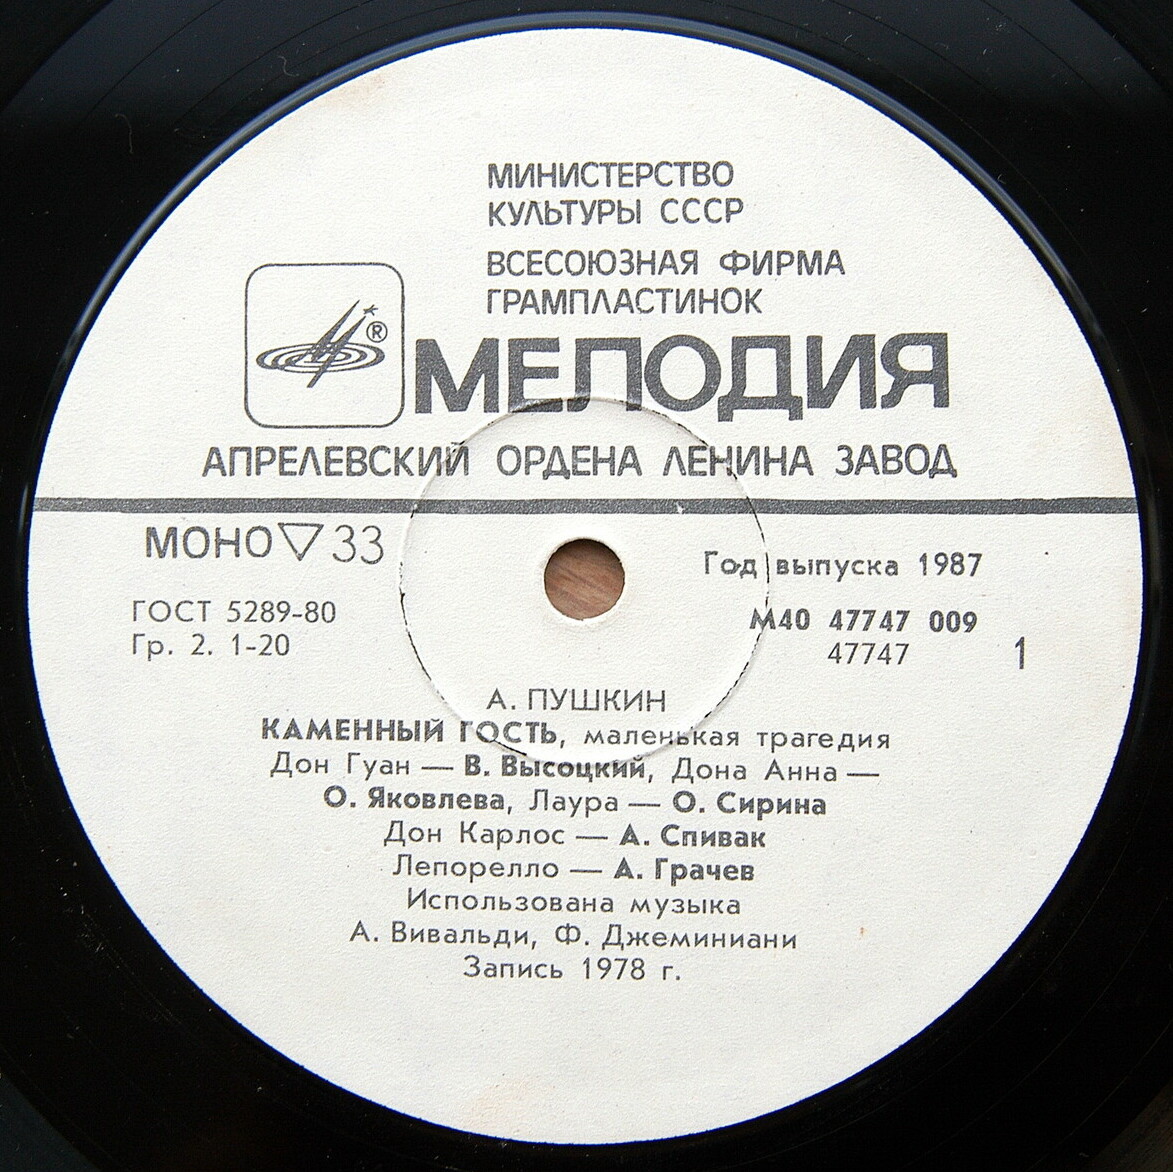 МИНИСТЕРСТВО
КУЛЬТУРЫ СССР
ВСЕСОЮЗНАЯ ФИРМА
ГРАМПЛАСТИНОК
®
МЕЛОДИЯ
АПРЕЛЕВСКИЙ ОРДЕНА ЛЕНИНА ЗАВОД
МОНО ▽ 33
Год выпуска 1987
ГОСТ 5289-80
М40 47747 009
Гр. 2. 1-20
47747
1
А. ПУШКИН
КАМЕННЫЙ ГОСТЬ, маленькая трагедия
Дон Гуан — В. Высоцкий, Дона Анна —
О. Яковлева, Лаура — О. Сирина
Дон Карлос — А. Спивак
Лепорелло — А. Грачев
Использована музыка
А. Вивальди, Ф. Джеминиани
Запись 1978 г.